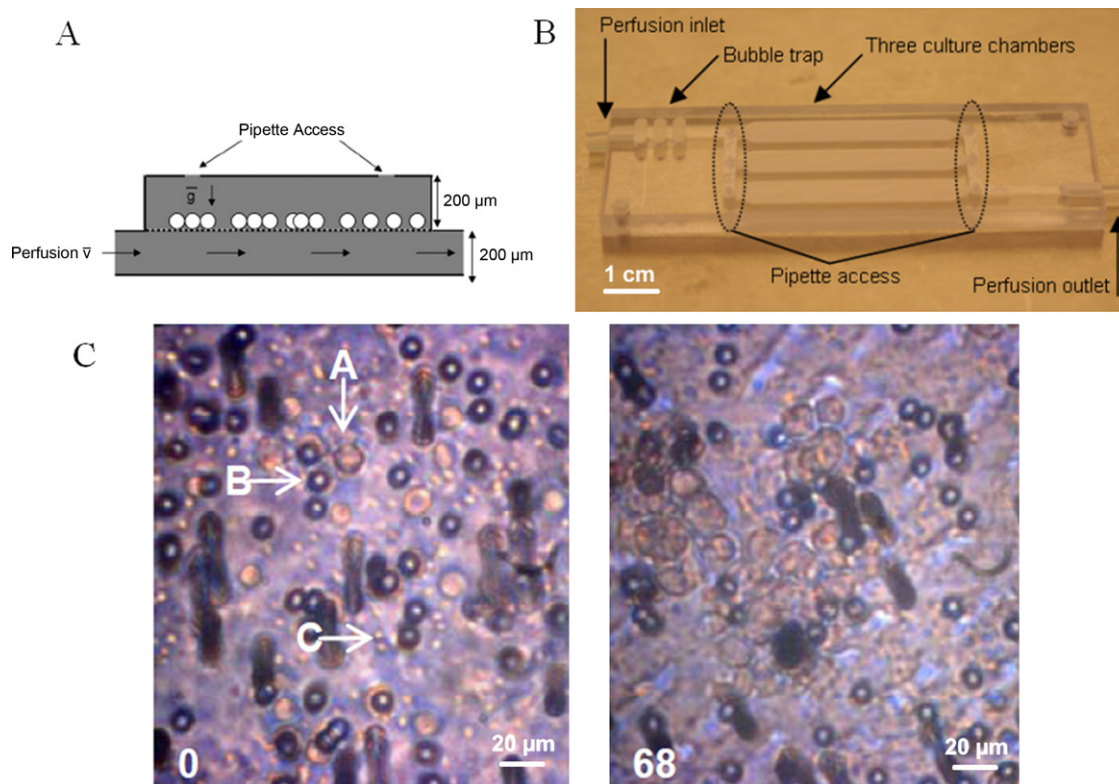 A
Pipette Access
g
200 µm
Perfusion v̄
200 µm
B
Perfusion inlet
Bubble trap
Three culture chambers
1 cm
Pipette access
Perfusion outlet
C
A
B
C
0
20 µm
68
20 µm